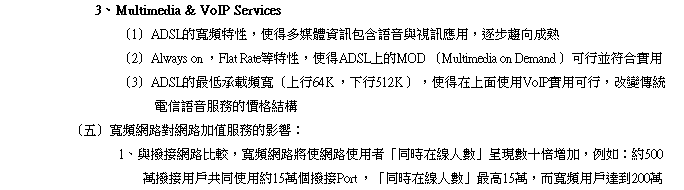 3、Multimedia & VoIP Services
（1）ADSL的寬頻特性，使得多媒體資訊包含語音與視訊應用，逐步趨向成熟
（2）Always on，Flat Rate等特性，使得ADSL上的MOD（Multimedia on Demand）可行並符合實用
（3）ADSL的最低承載頻寬（上行64K，下行512K），使得在上面使用VoIP實用可行，改變傳統
電信語音服務的價格結構
（五）寬頻網路對網路加值服務的影響：
1、與撥接網路比較，寬頻網路將使網路使用者「同時在線人數」呈現數十倍增加，例如：約500
萬撥接用戶共同使用約15萬個撥接Port，「同時在線人數」最高15萬，而寬頻用戶達到200萬